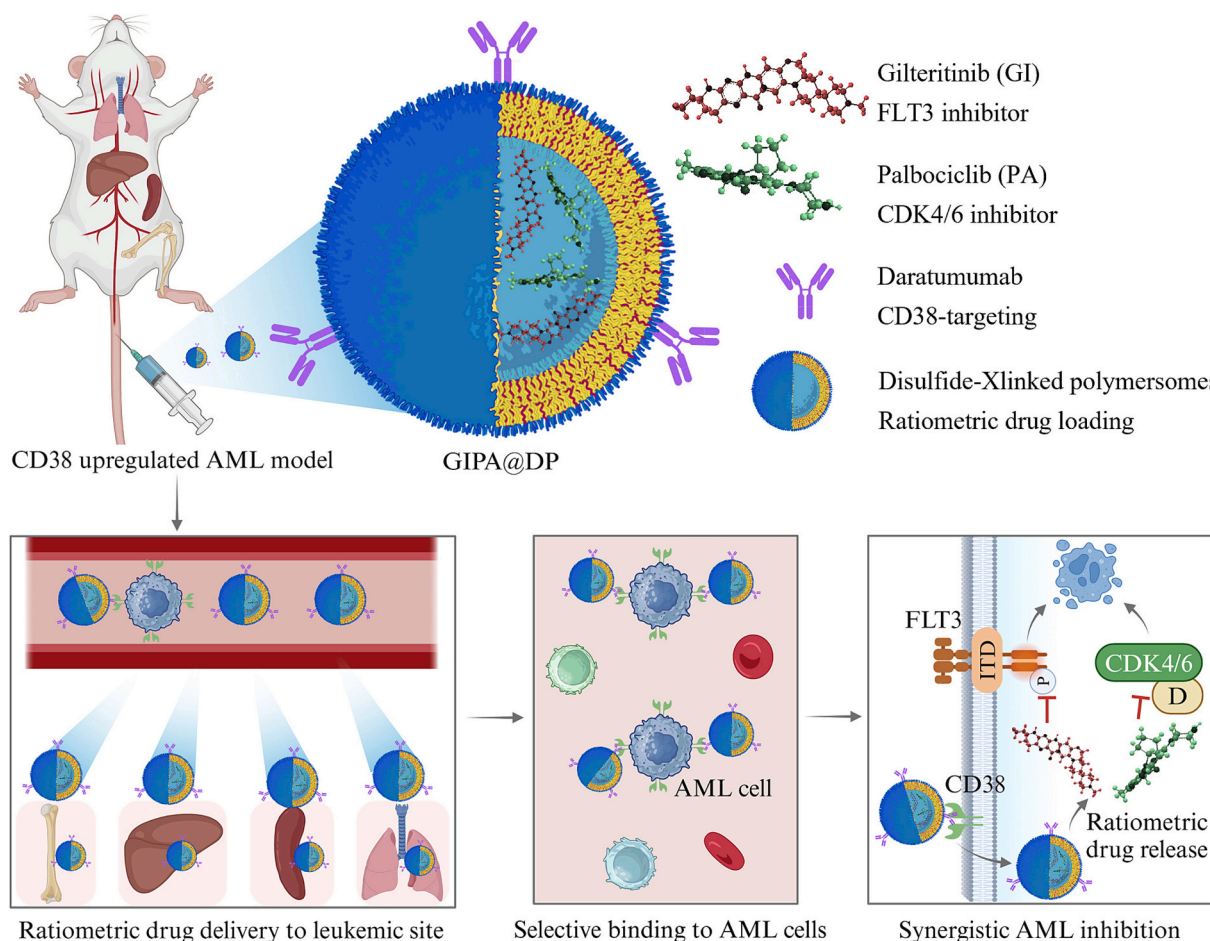 Gilteritinib (GI)
FLT3 inhibitor
Palbociclib (PA)
CDK4/6 inhibitor
Daratumumab
CD38-targeting
Disulfide-Xlinked polymersomes
Ratiometric drug loading
CD38 upregulated AML model
GIPA@DP
AML cell
FLT3
ITD
P
CDK4/6
D
CD38
Ratiometric
drug release
Ratiometric drug delivery to leukemic site
Selective binding to AML cells
Synergistic AML inhibition